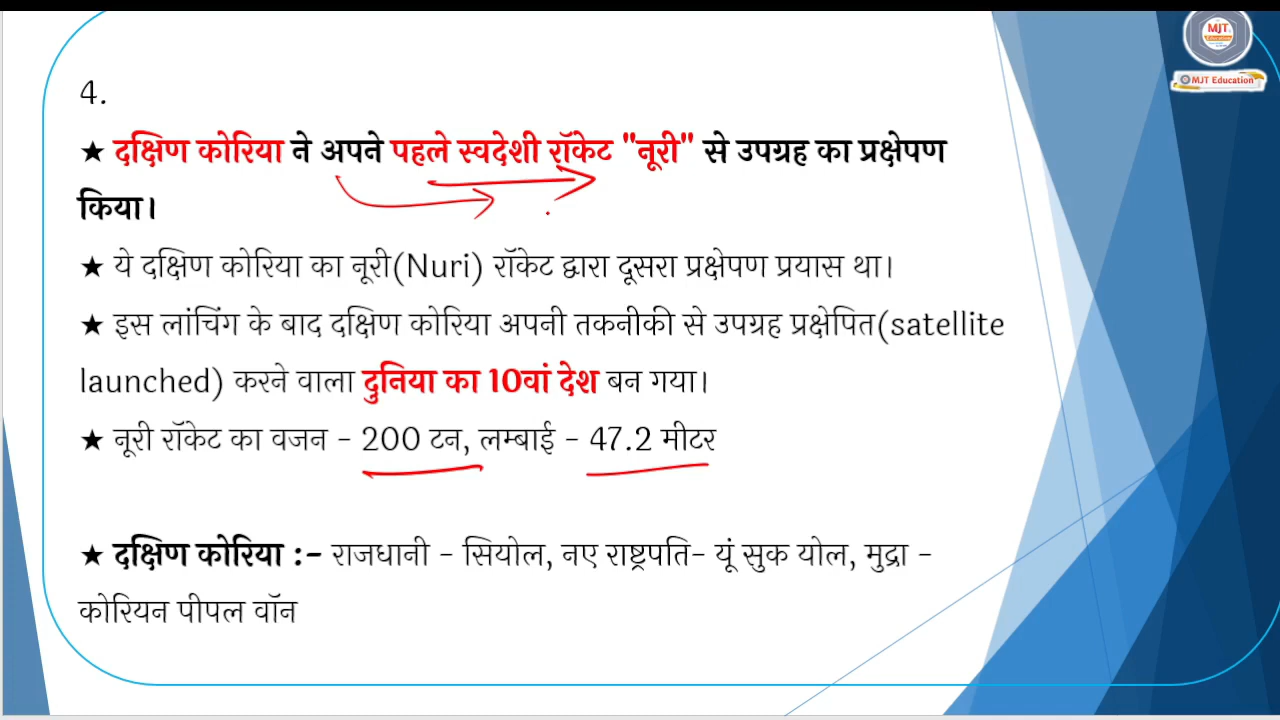 MJT
Education
MJT Education
4.
★ दक्षिण कोरिया ने अपने पहले स्वदेशी रॉकेट "नूरी" से उपग्रह का प्रक्षेपण
किया।
★ ये दक्षिण कोरिया का नूरी(Nuri) रॉकेट द्वारा दूसरा प्रक्षेपण प्रयास था।
★ इस लांचिंग के बाद दक्षिण कोरिया अपनी तकनीकी से उपग्रह प्रक्षेपित(satellite
launched) करने वाला दुनिया का 10वां देश बन गया।
★ नूरी रॉकेट का वजन - 200 टन, लम्बाई - 47.2 मीटर
★ दक्षिण कोरिया :- राजधानी - सियोल, नए राष्ट्रपति- यूं सुक योल, मुद्रा -
कोरियन पीपल वॉन